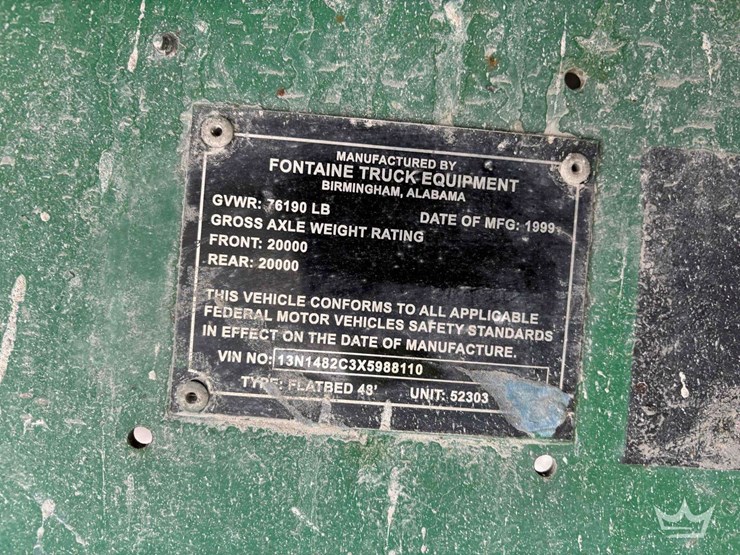 MANUFACTURED BY
FONTAINE TRUCK EQUIPMENT
BIRMINGHAM, ALABAMA
GVWR: 76190 LB DATE OF MFG: 1999
GROSS AXLE WEIGHT RATING
FRONT: 20000
REAR: 20000
THIS VEHICLE CONFORMS TO ALL APPLICABLE
FEDERAL MOTOR VEHICLES SAFETY STANDARDS
IN EFFECT ON THE DATE OF MANUFACTURE.
VIN NO: 13N1482C3X5988110
TYPE: FLATBED 48' UNIT: 52303